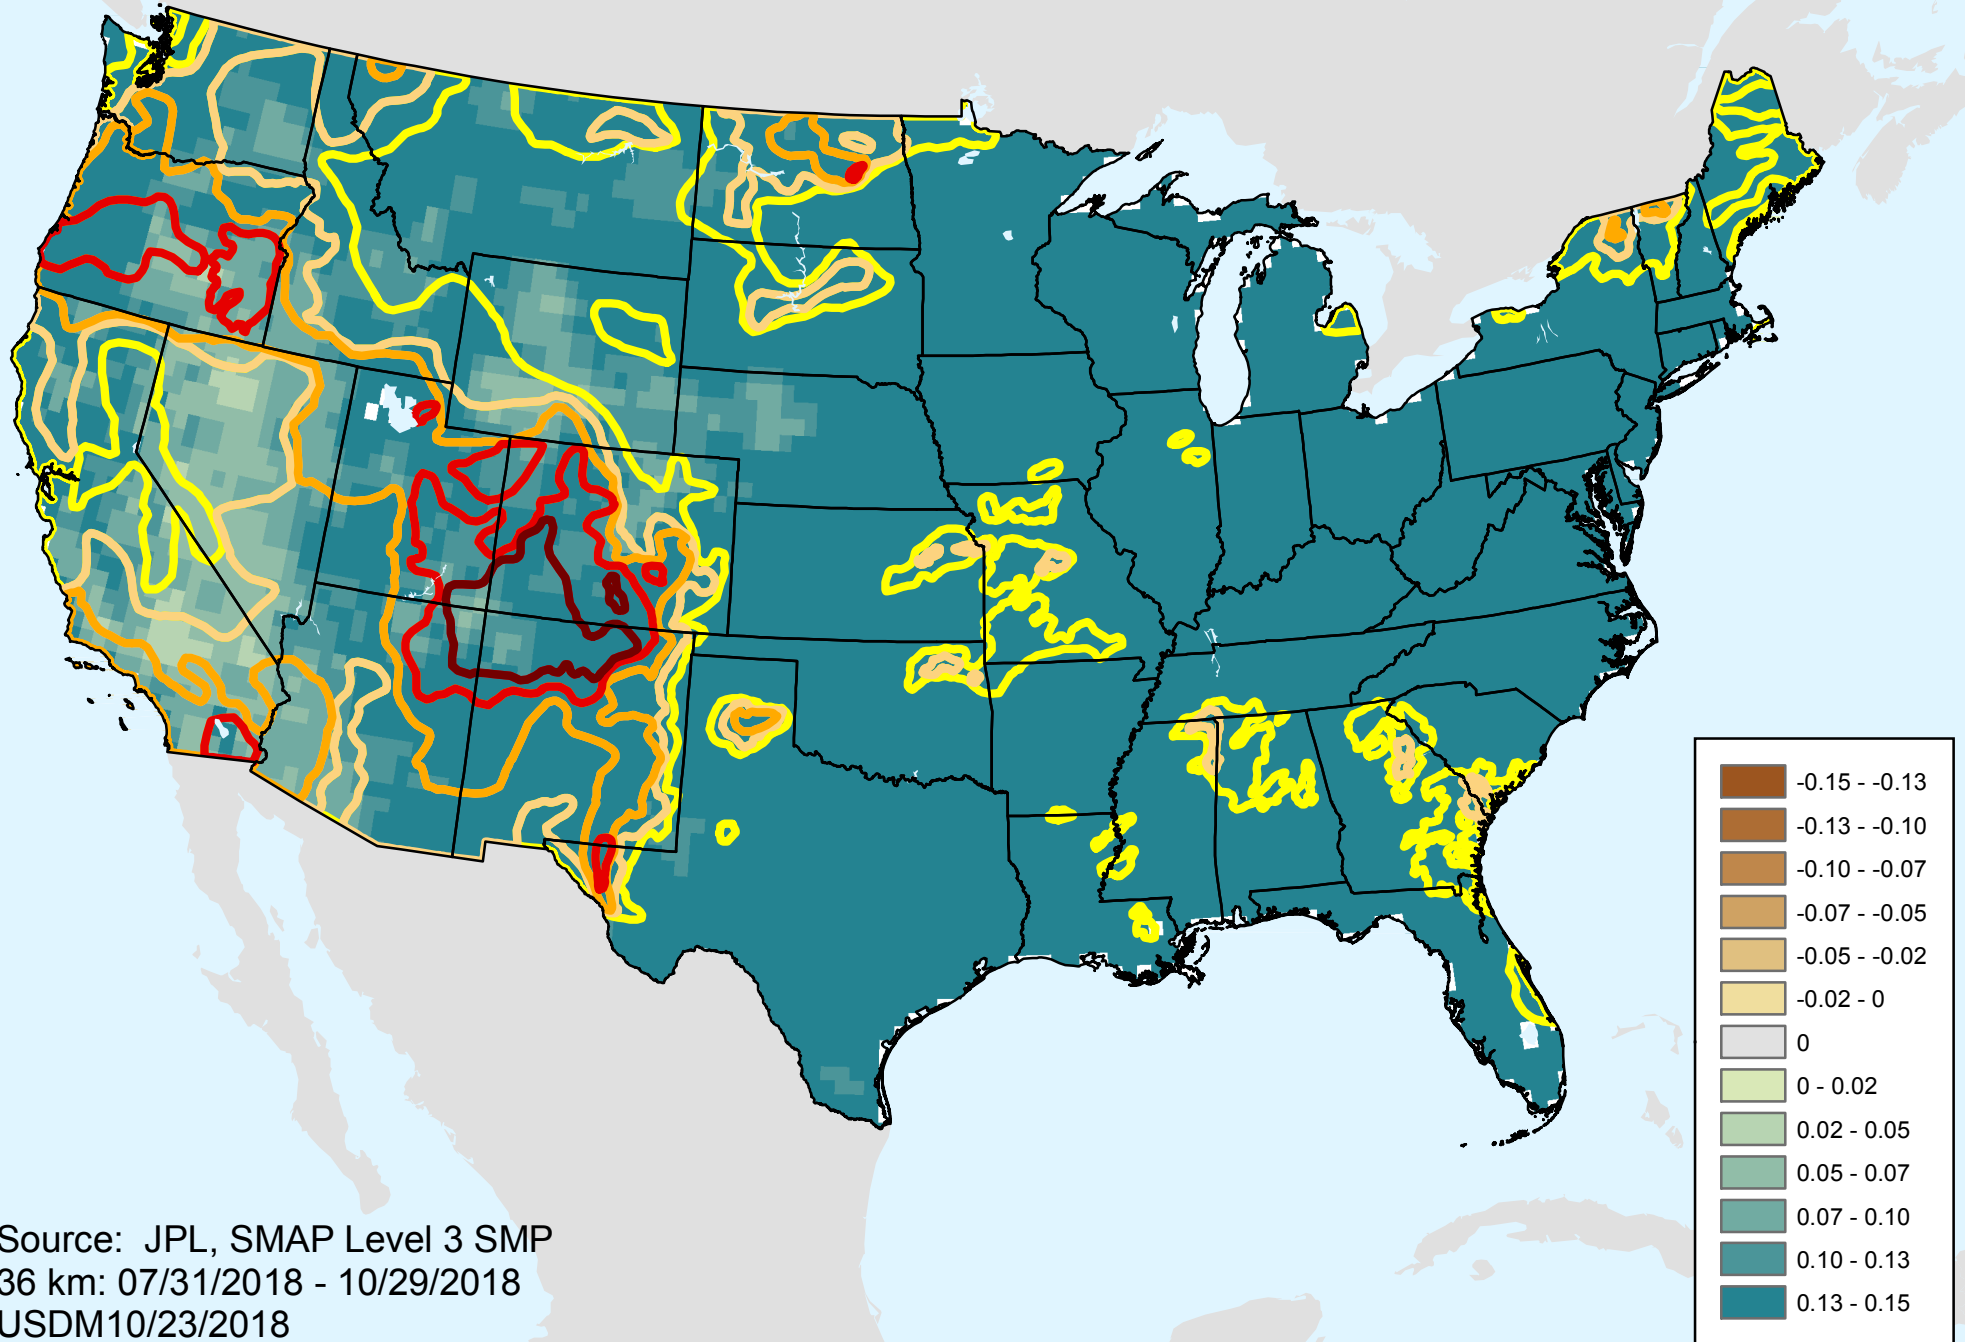 -0.15 - -0.13
-0.13 - -0.10
-0.10 - -0.07
-0.07 - -0.05
-0.05 - -0.02
-0.02 - 0
0
0 - 0.02
0.02 - 0.05
0.05 - 0.07
0.07 - 0.10
0.10 - 0.13
0.13 - 0.15
Source: JPL, SMAP Level 3 SMP
36 km: 07/31/2018 - 10/29/2018
USDM10/23/2018